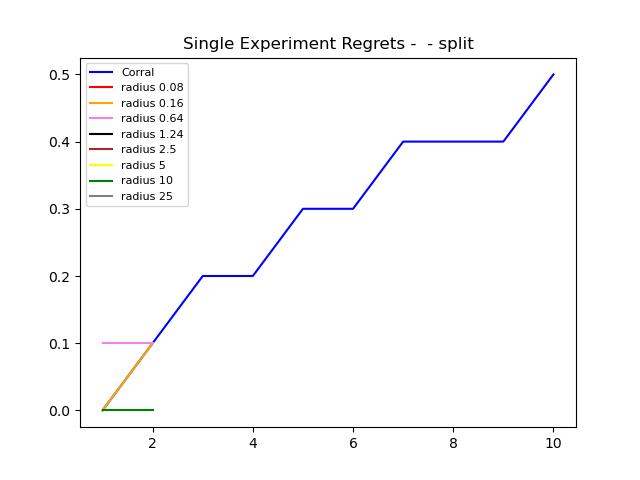 Single Experiment Regrets -  - split
Corral
radius 0.08
radius 0.16
radius 0.64
radius 1.24
radius 2.5
radius 5
radius 10
radius 25
0.5
0.4
0.3
0.2
0.1
0.0
2 4 6 8 10